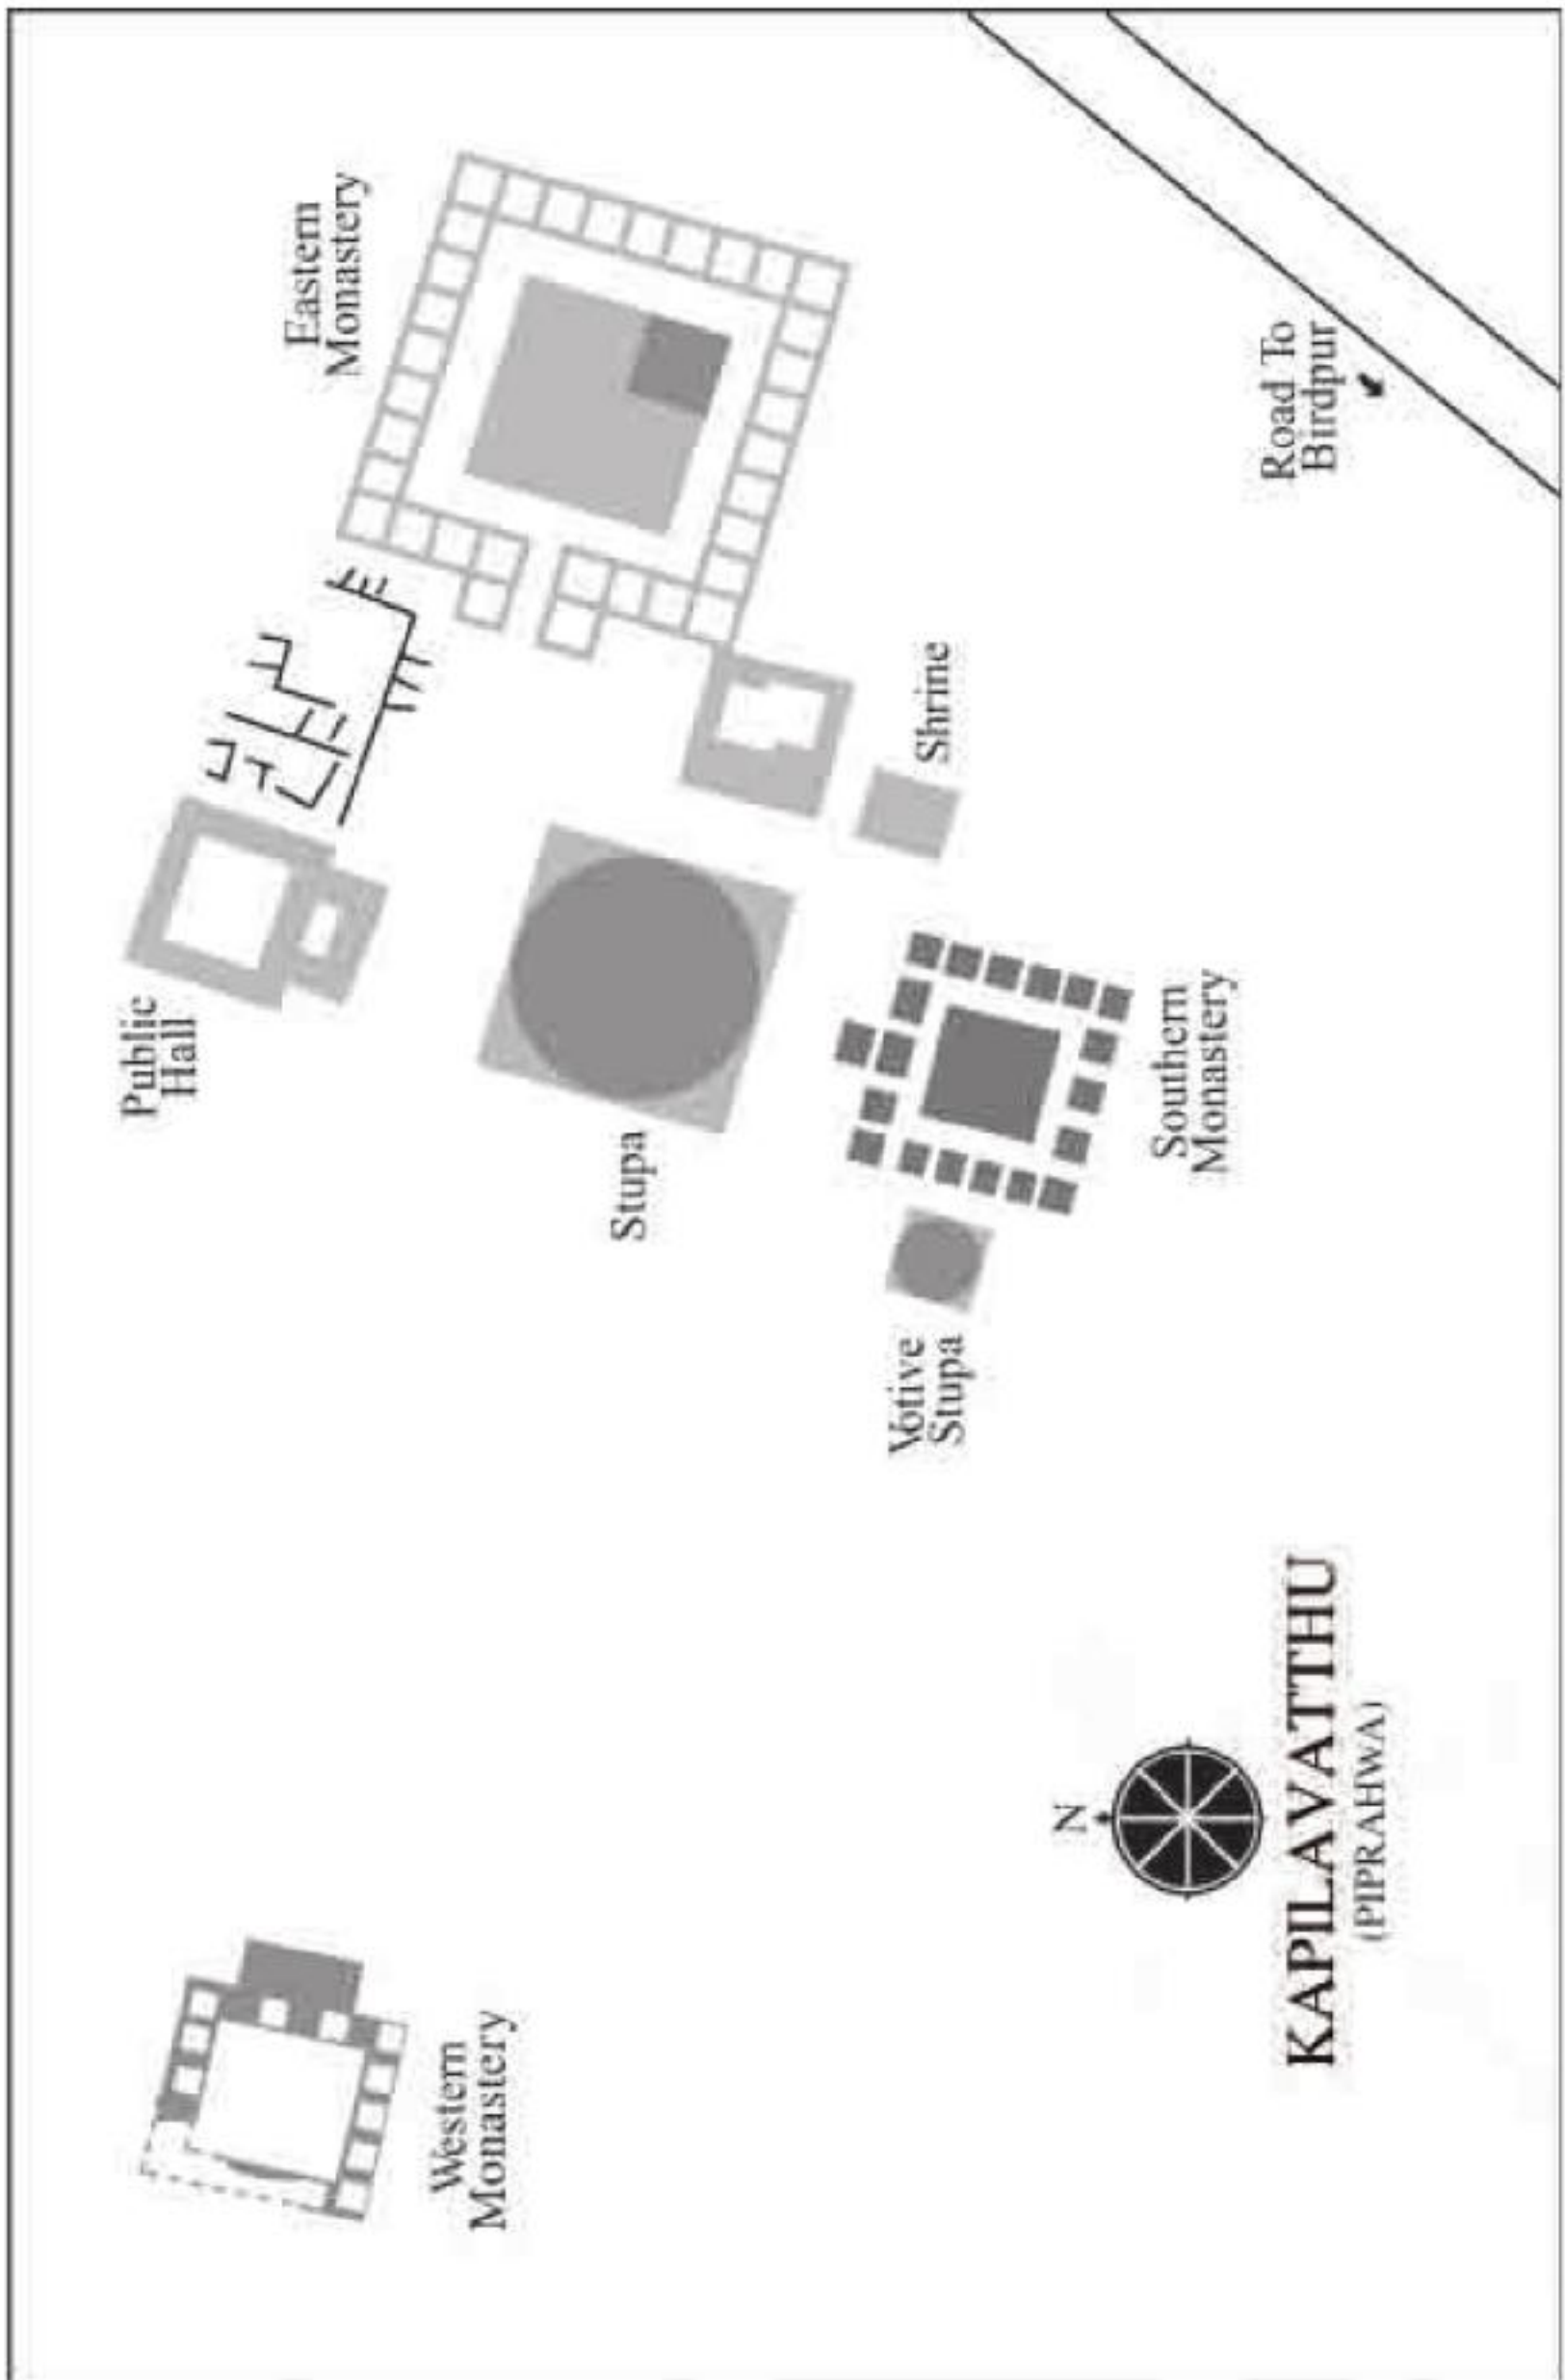 Public
Hall
Eastern
Monastery
Western
Monastery
Stupa
Votive
Stupa
Shrine
Southern
Monastery
Road To
Birdpur
N
KAPILAVATTHU
(PIPRAHWA)